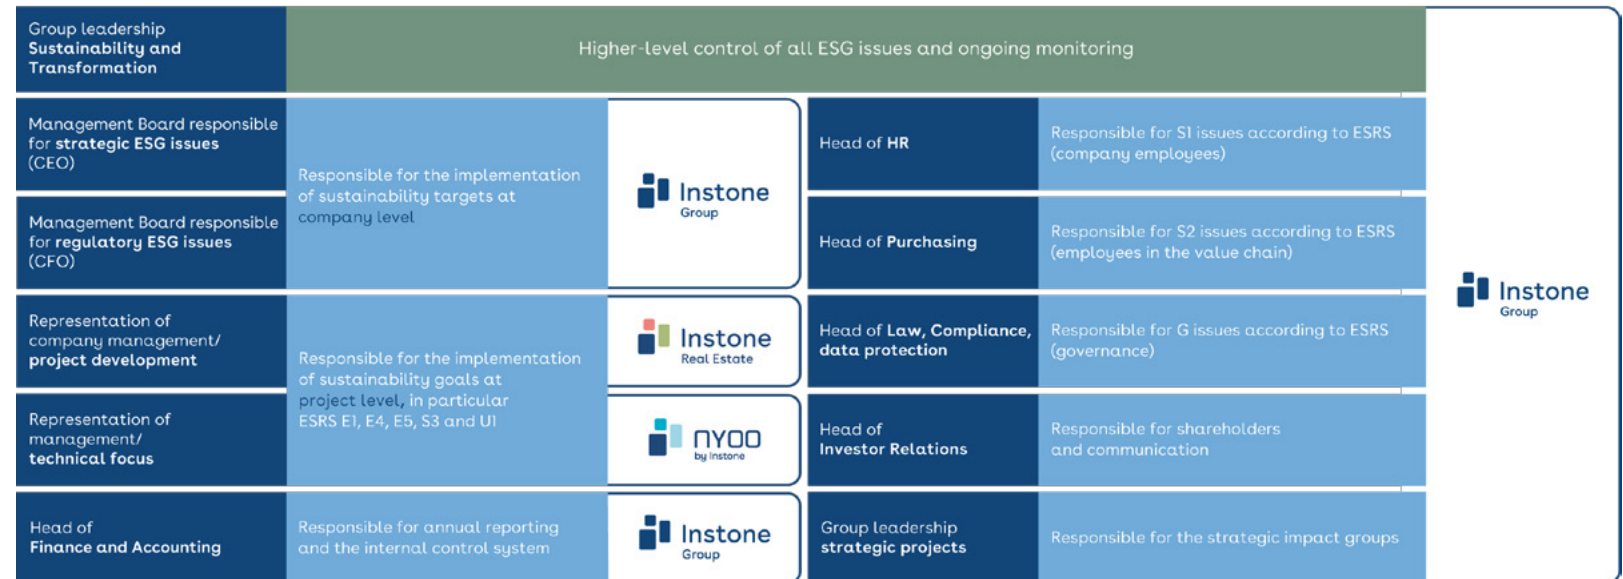 Group leadership
Sustainability and
Transformation
Higher-level control of all ESG issues and ongoing monitoring
Management Board responsible
for strategic ESG issues
(CEO)
Management Board responsible
for regulatory ESG issues
(CFO)
Responsible for the implementation
of sustainability targets at
company level
Instone
Group
Representation of
company management/
project development
Representation of
management/
technical focus
Responsible for the implementation
of sustainability goals at
project level, in particular
ESRS E1, E4, E5, S3 and U1
Instone
Real Estate
NYOO
by Instone
Head of
Finance and Accounting
Responsible for annual reporting
and the internal control system
Instone
Group
Head of HR
Responsible for S1 issues according to ESRS
(company employees)
Head of Purchasing
Responsible for S2 issues according to ESRS
(employees in the value chain)
Head of Law, Compliance,
data protection
Responsible for G issues according to ESRS
(governance)
Head of
Investor Relations
Responsible for shareholders
and communication
Group leadership
strategic projects
Responsible for the strategic impact groups
Instone
Group